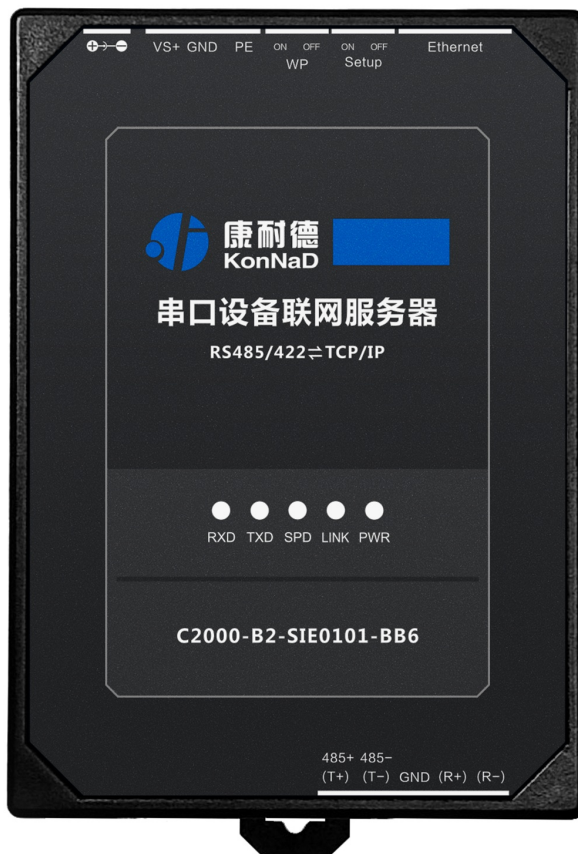 VS+ GND PE ON OFF ON OFF Ethernet
WP Setup
康耐德
KonNaD
串口设备联网服务器
RS485/422⇌TCP/IP
RXD TXD SPD LINK PWR
C2000-B2-SIE0101-BB6
485+ 485−
(T+) (T−) GND (R+) (R−)